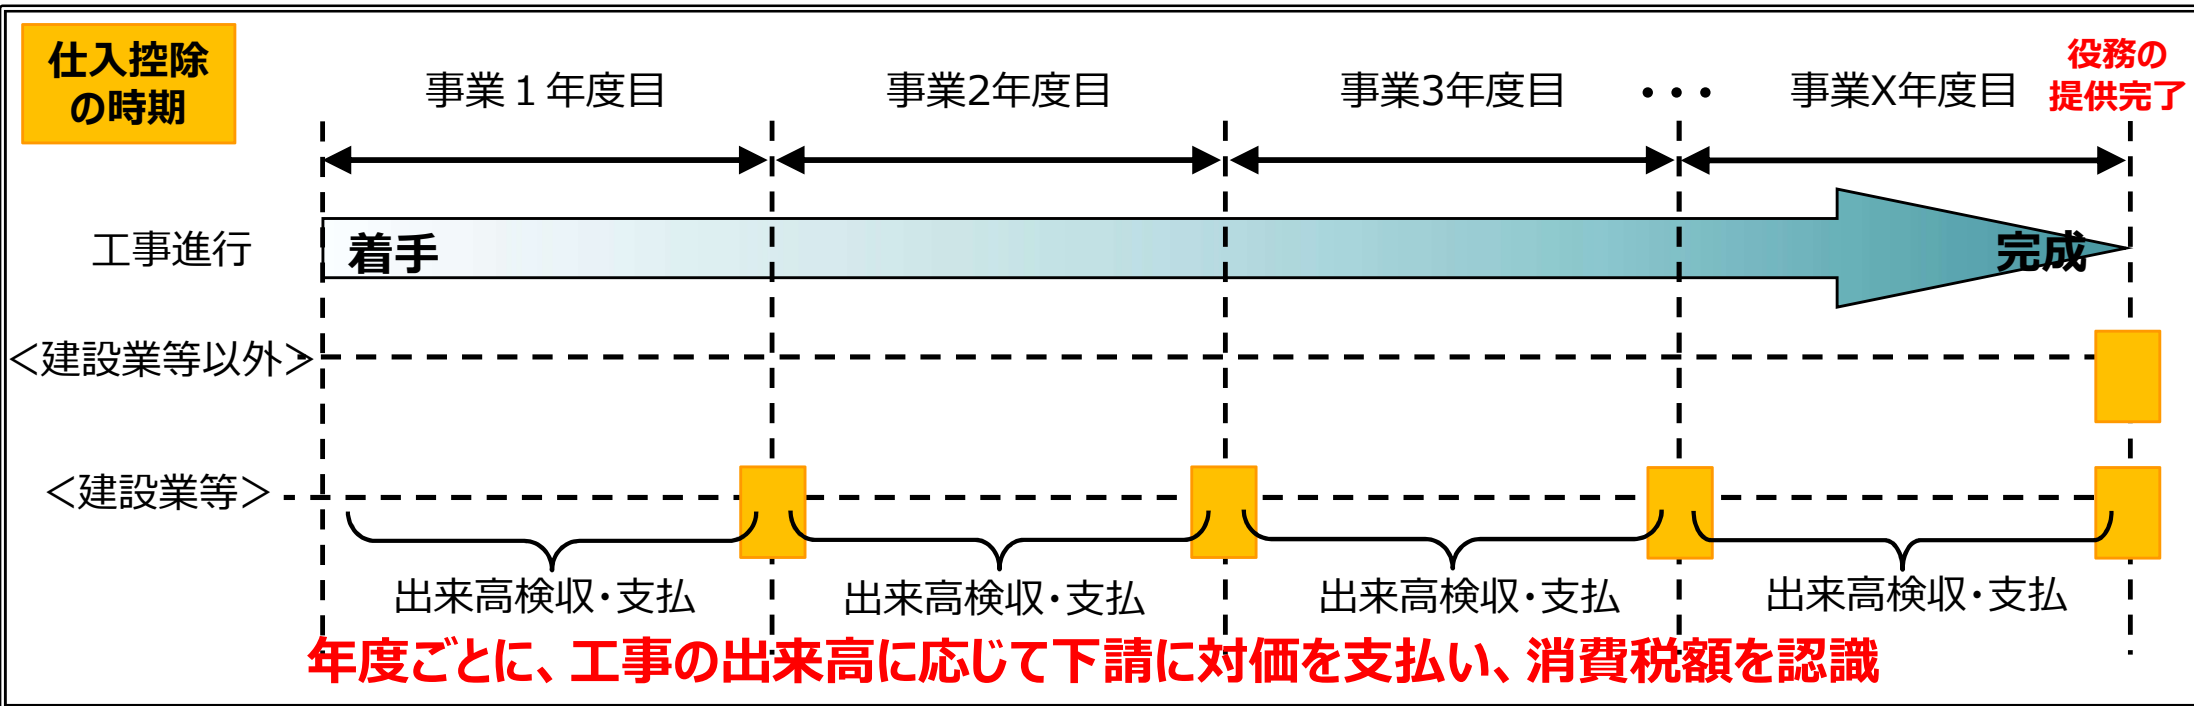 仕入控除
の時期
事業１年度目
事業2年度目
事業3年度目
・・・
事業X年度目
役務の
提供完了
工事進行
着手
完成
＜建設業等以外＞
＜建設業等＞
出来高検収・支払
出来高検収・支払
出来高検収・支払
出来高検収・支払
年度ごとに、工事の出来高に応じて下請に対価を支払い、消費税額を認識